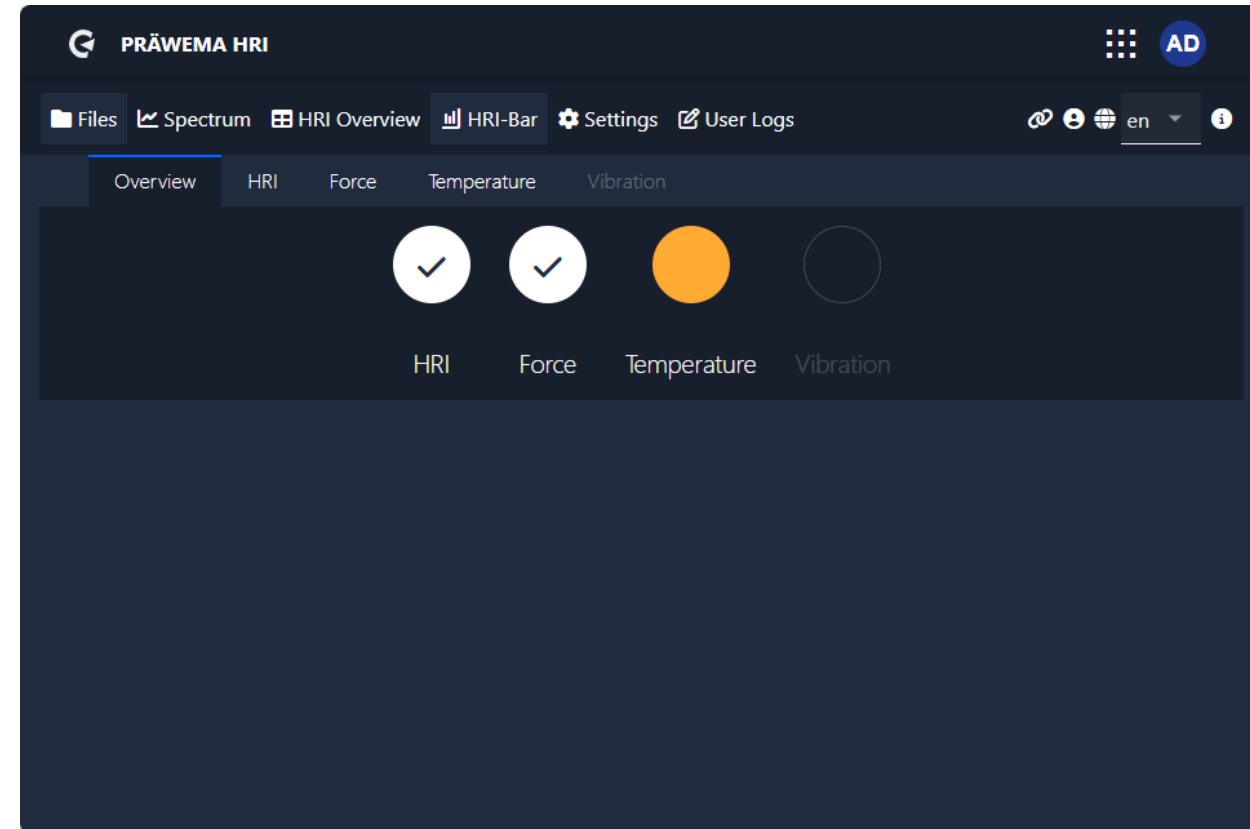 PRÄWEMA HRI AD
Files Spectrum HRI Overview HRI-Bar Settings User Logs en
Overview HRI Force Temperature Vibration
HRI Force Temperature Vibration